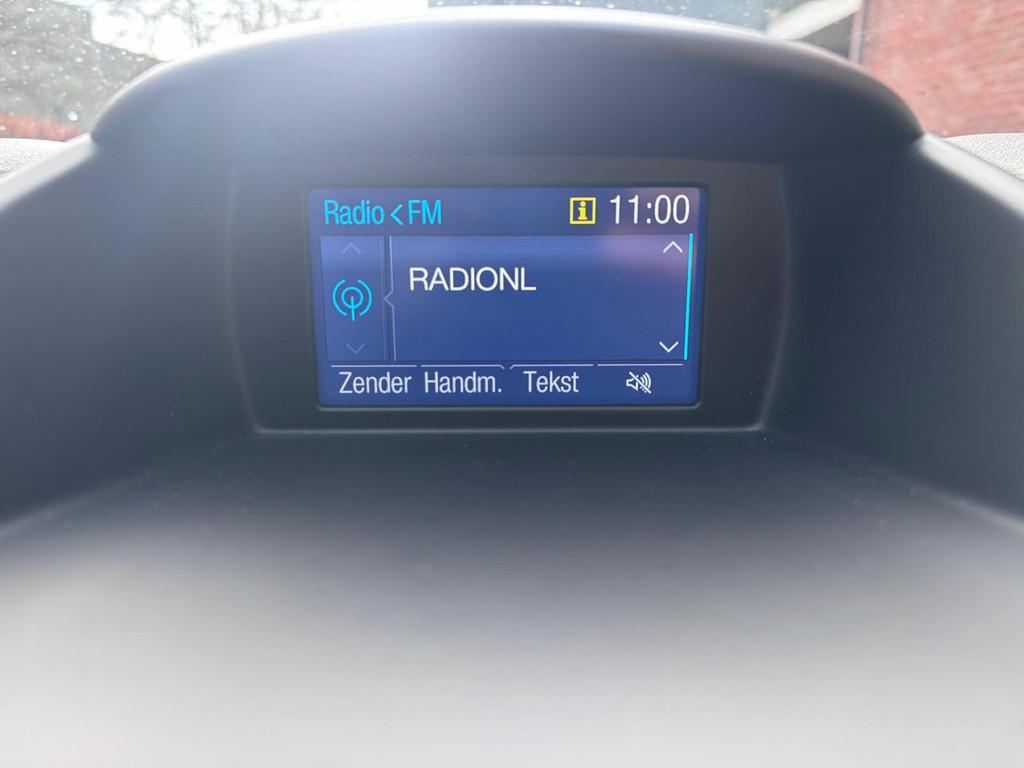 Radio < FM 11:00
RADIONL
Zender Handm. Tekst